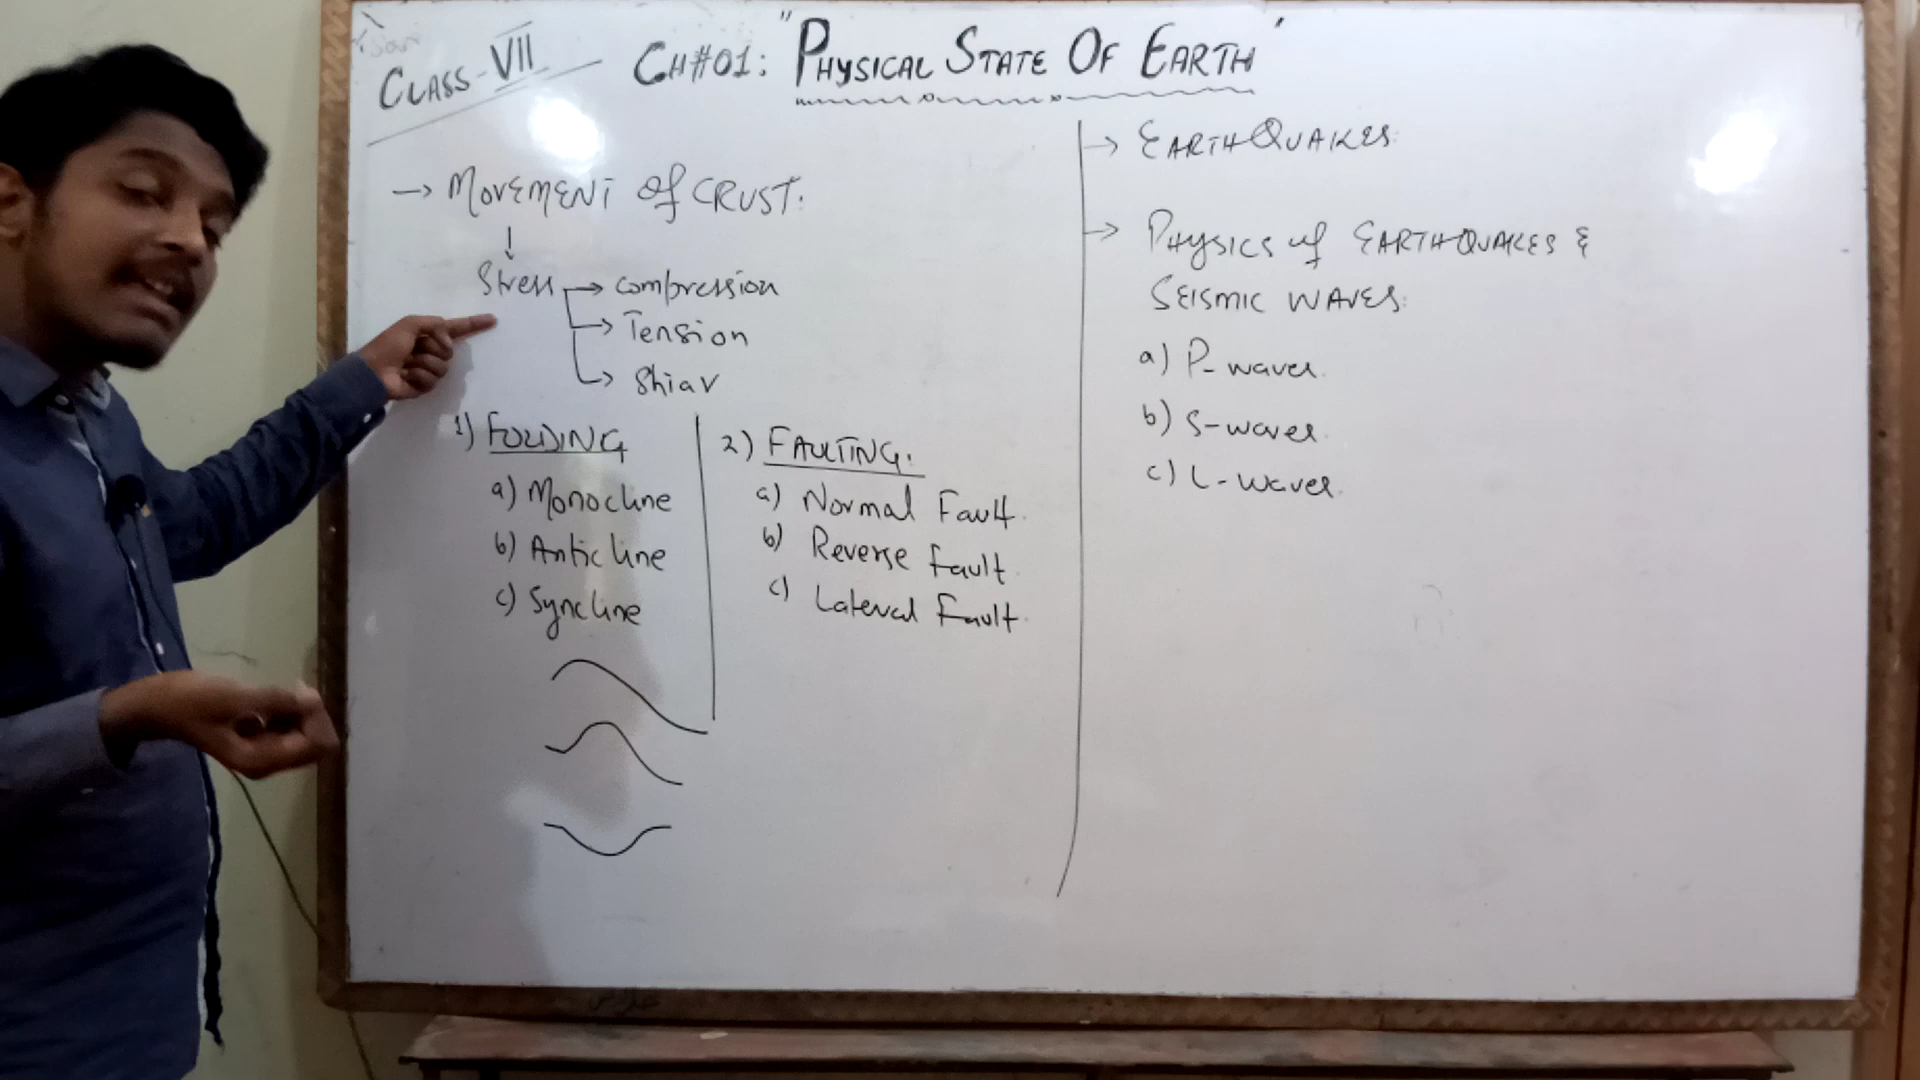 CLASS-VII
CH#01: "PHYSICAL STATE OF EARTH"
→ MOVEMENT Of CRUST.
Stress → compression
→ Tension
→ Shiar
1) FOLDING
a) Monocline
b) Anticline
c) Syncline
2) FAULTING.
a) Normal Fault.
b) Reverse fault.
c) Lateral Fault.
→ EARTHQUAKES.
→ PHYSICS of EARTHQUAKES &
SEISMIC WAVES.
a) P-waves.
b) S-waves.
c) L-waves.